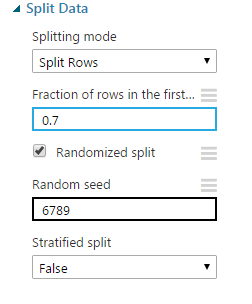 Split Data
Splitting mode
Split Rows
Fraction of rows in the first...
0.7
Randomized split
Random seed
6789
Stratified split
False